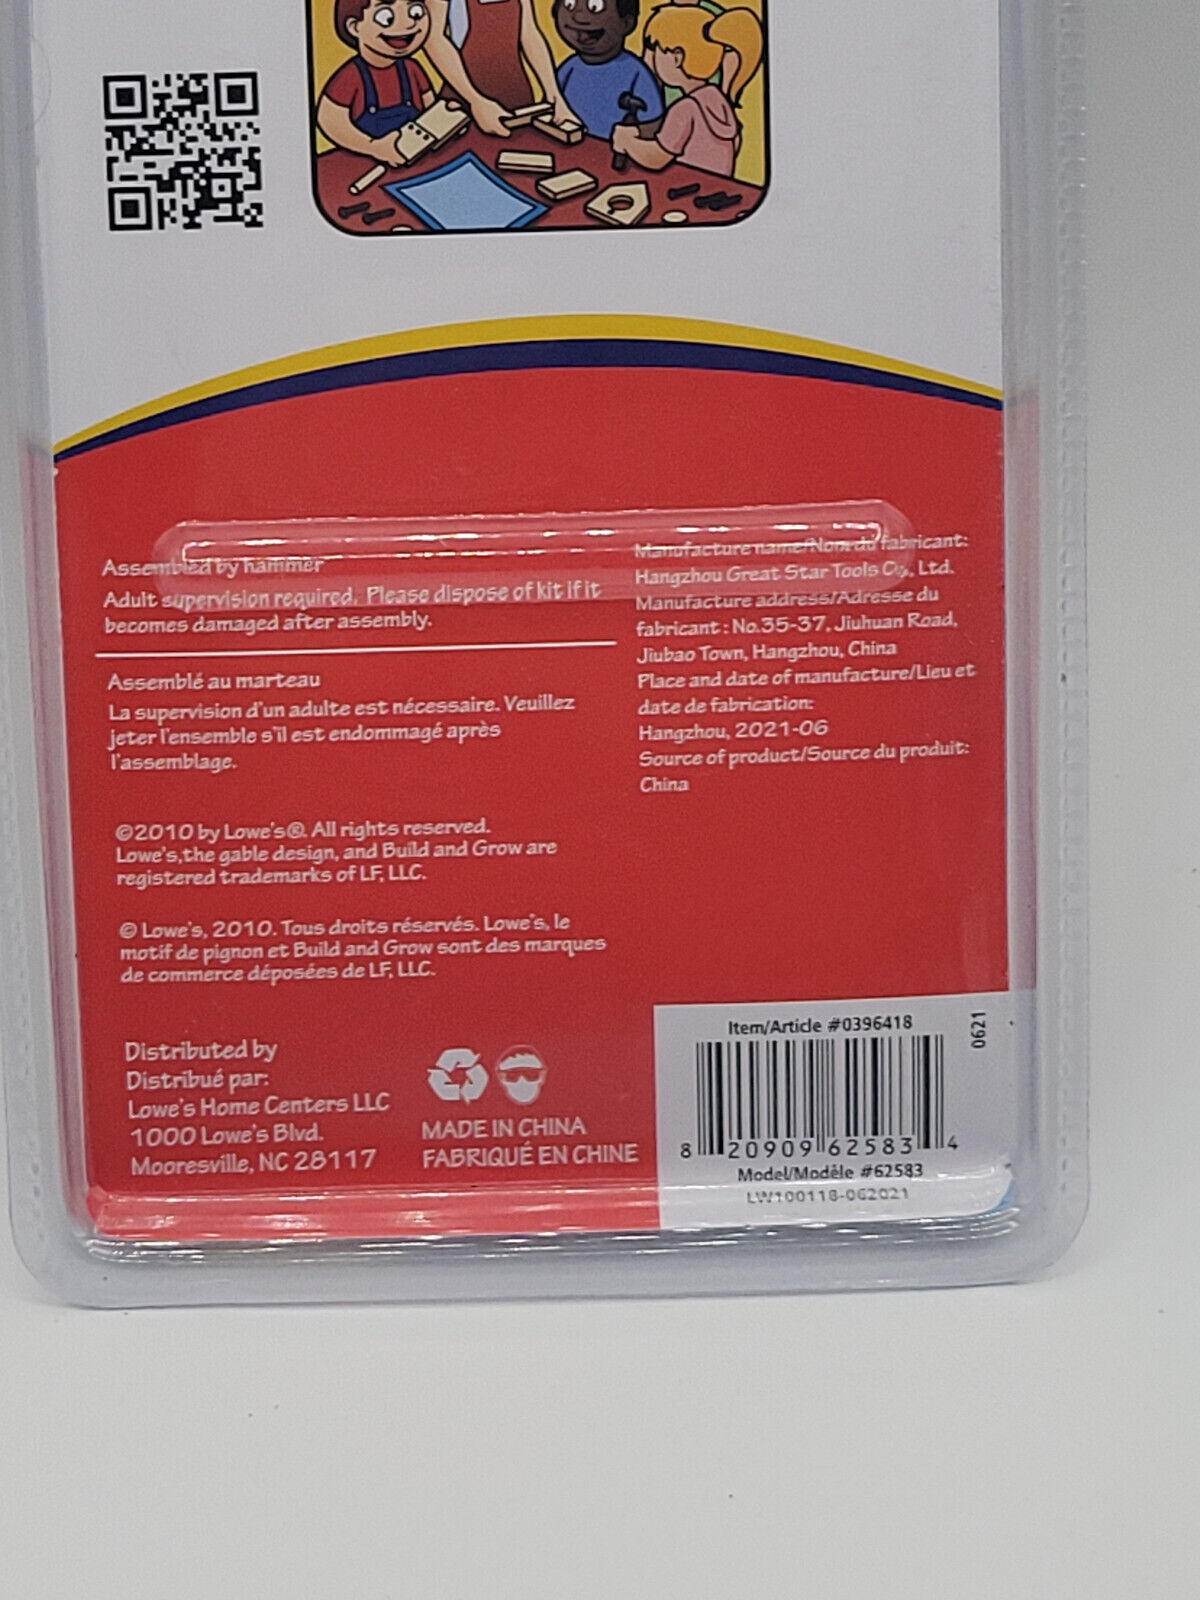 Assembled by hammer
Adult supervision required. Please dispose of kit if it
becomes damaged after assembly.
Assemblé au marteau
La supervision d'un adulte est nécessaire. Veuillez
jeter l'ensemble s'il est endommagé après
l'assemblage.
©2010 by Lowe's®. All rights reserved.
Lowe's,the gable design, and Build and Grow are
registered trademarks of LF, LLC.
© Lowe's, 2010. Tous droits réservés. Lowe's, le
motif de pignon et Build and Grow sont des marques
de commerce déposées de LF, LLC.
Distributed by
Distribué par:
Lowe's Home Centers LLC
1000 Lowe's Blvd.
Mooresville, NC 28117
MADE IN CHINA
FABRIQUÉ EN CHINE
Manufacture name/Nom du fabricant:
Hangzhou Great Star Tools Co., Ltd.
Manufacture address/Adresse du
fabricant : No.35-37, Jiuhuan Road,
Jiubao Town, Hangzhou, China
Place and date of manufacture/Lieu et
date de fabrication:
Hangzhou, 2021-06
Source of product/Source du produit:
China
Item/Article #0396418
0621
8 20909 62583 4
Model/Modèle #62583
LW100118-062021